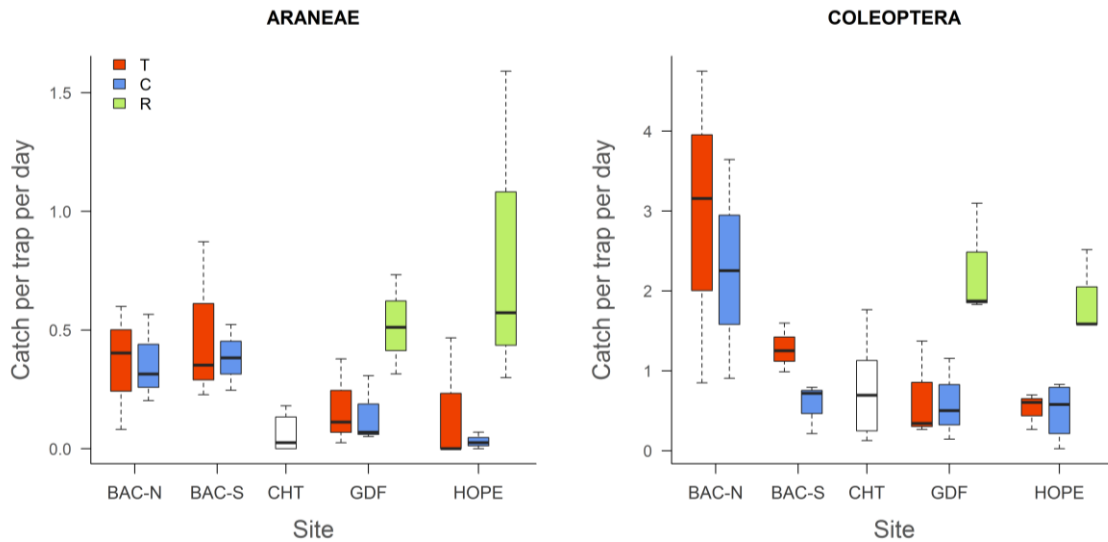 ARANEAE
T
C
R
Catch per trap per day
1.5
1.0
0.5
0.0
BAC-N BAC-S CHT GDF HOPE
Site
COLEOPTERA
Catch per trap per day
4
3
2
1
0
BAC-N BAC-S CHT GDF HOPE
Site